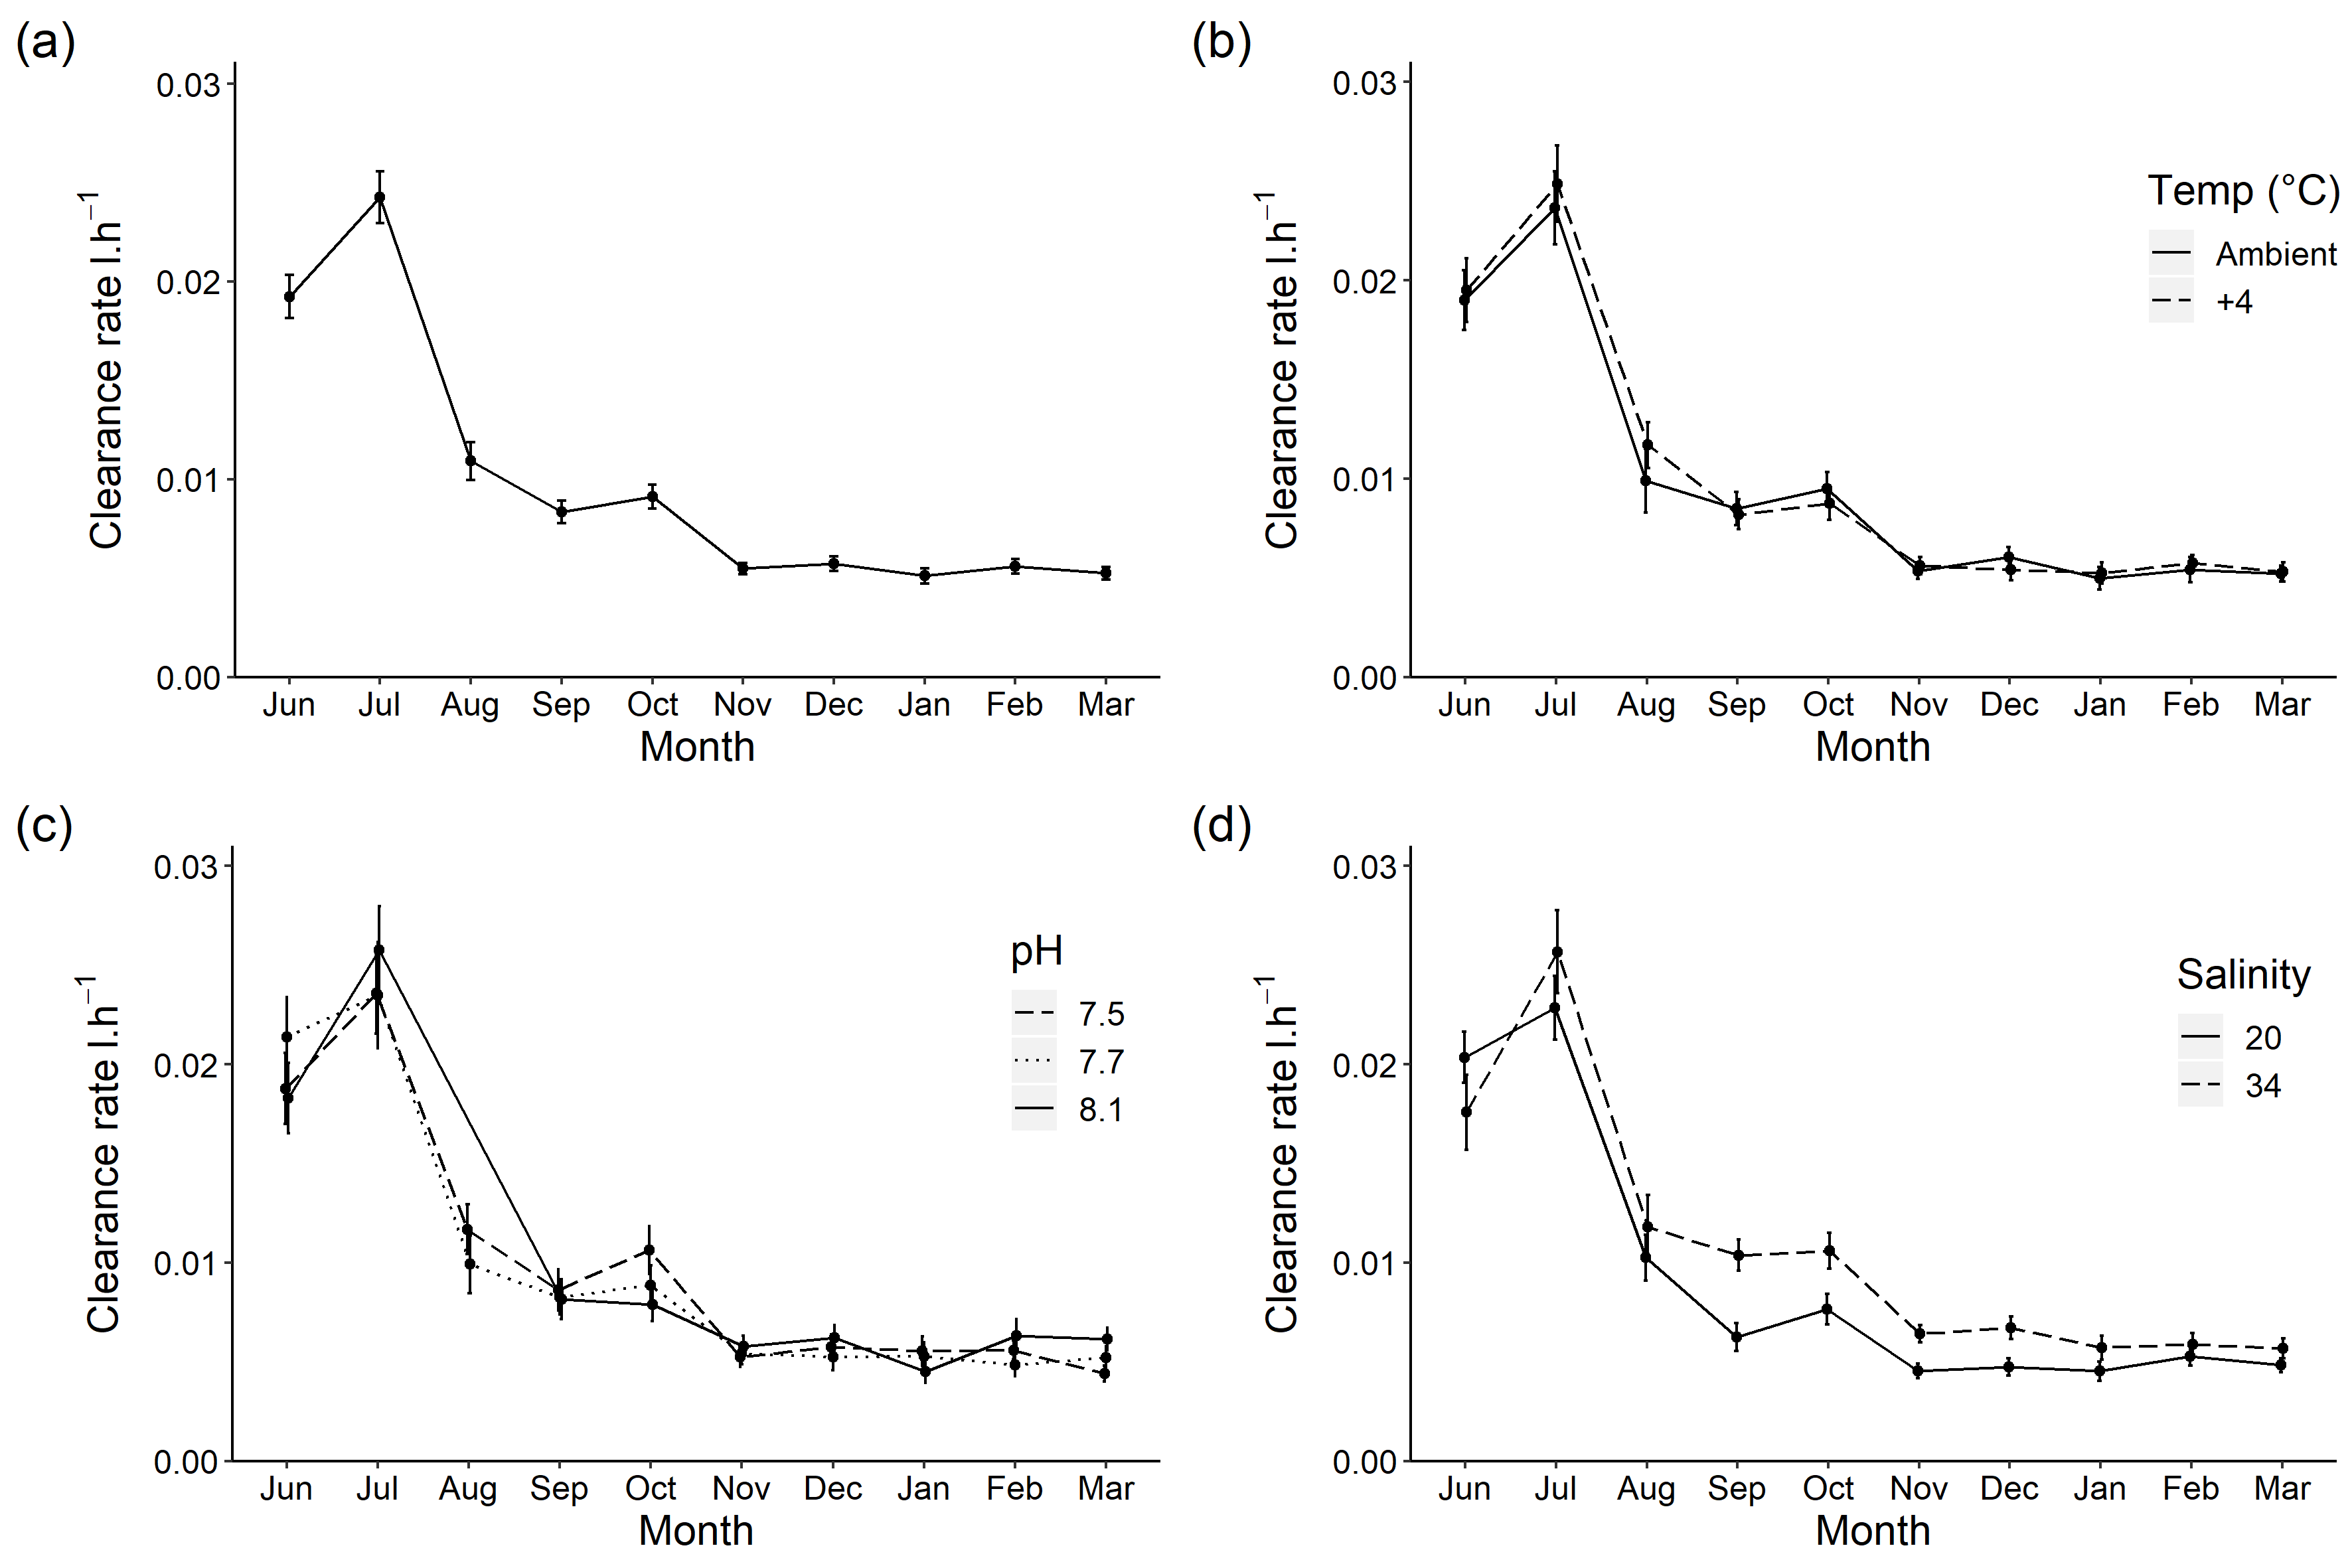 (a)
Clearance rate l.h⁻¹
0.03
0.02
0.01
0.00
Jun Jul Aug Sep Oct Nov Dec Jan Feb Mar
Month
(b)
Clearance rate l.h⁻¹
0.03
0.02
0.01
0.00
Jun Jul Aug Sep Oct Nov Dec Jan Feb Mar
Month
Temp (°C)
Ambient
+4
(c)
Clearance rate l.h⁻¹
0.03
0.02
0.01
0.00
Jun Jul Aug Sep Oct Nov Dec Jan Feb Mar
Month
pH
7.5
7.7
8.1
(d)
Clearance rate l.h⁻¹
0.03
0.02
0.01
0.00
Jun Jul Aug Sep Oct Nov Dec Jan Feb Mar
Month
Salinity
20
34